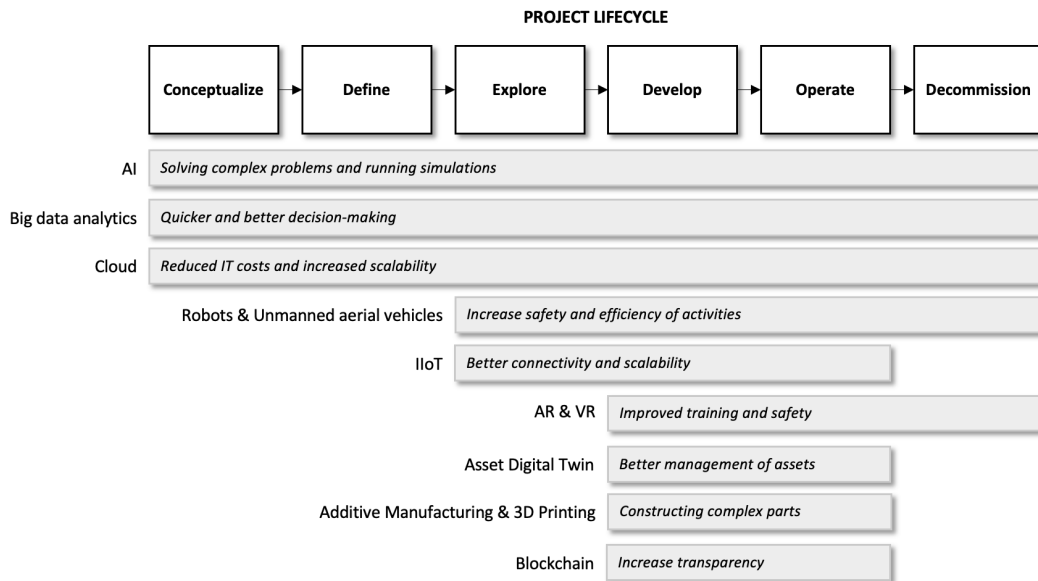 PROJECT LIFECYCLE
Conceptualize
Define
Explore
Develop
Operate
Decommission
AI
Solving complex problems and running simulations
Big data analytics
Quicker and better decision-making
Cloud
Reduced IT costs and increased scalability
Robots & Unmanned aerial vehicles
Increase safety and efficiency of activities
IIoT
Better connectivity and scalability
AR & VR
Improved training and safety
Asset Digital Twin
Better management of assets
Additive Manufacturing & 3D Printing
Constructing complex parts
Blockchain
Increase transparency